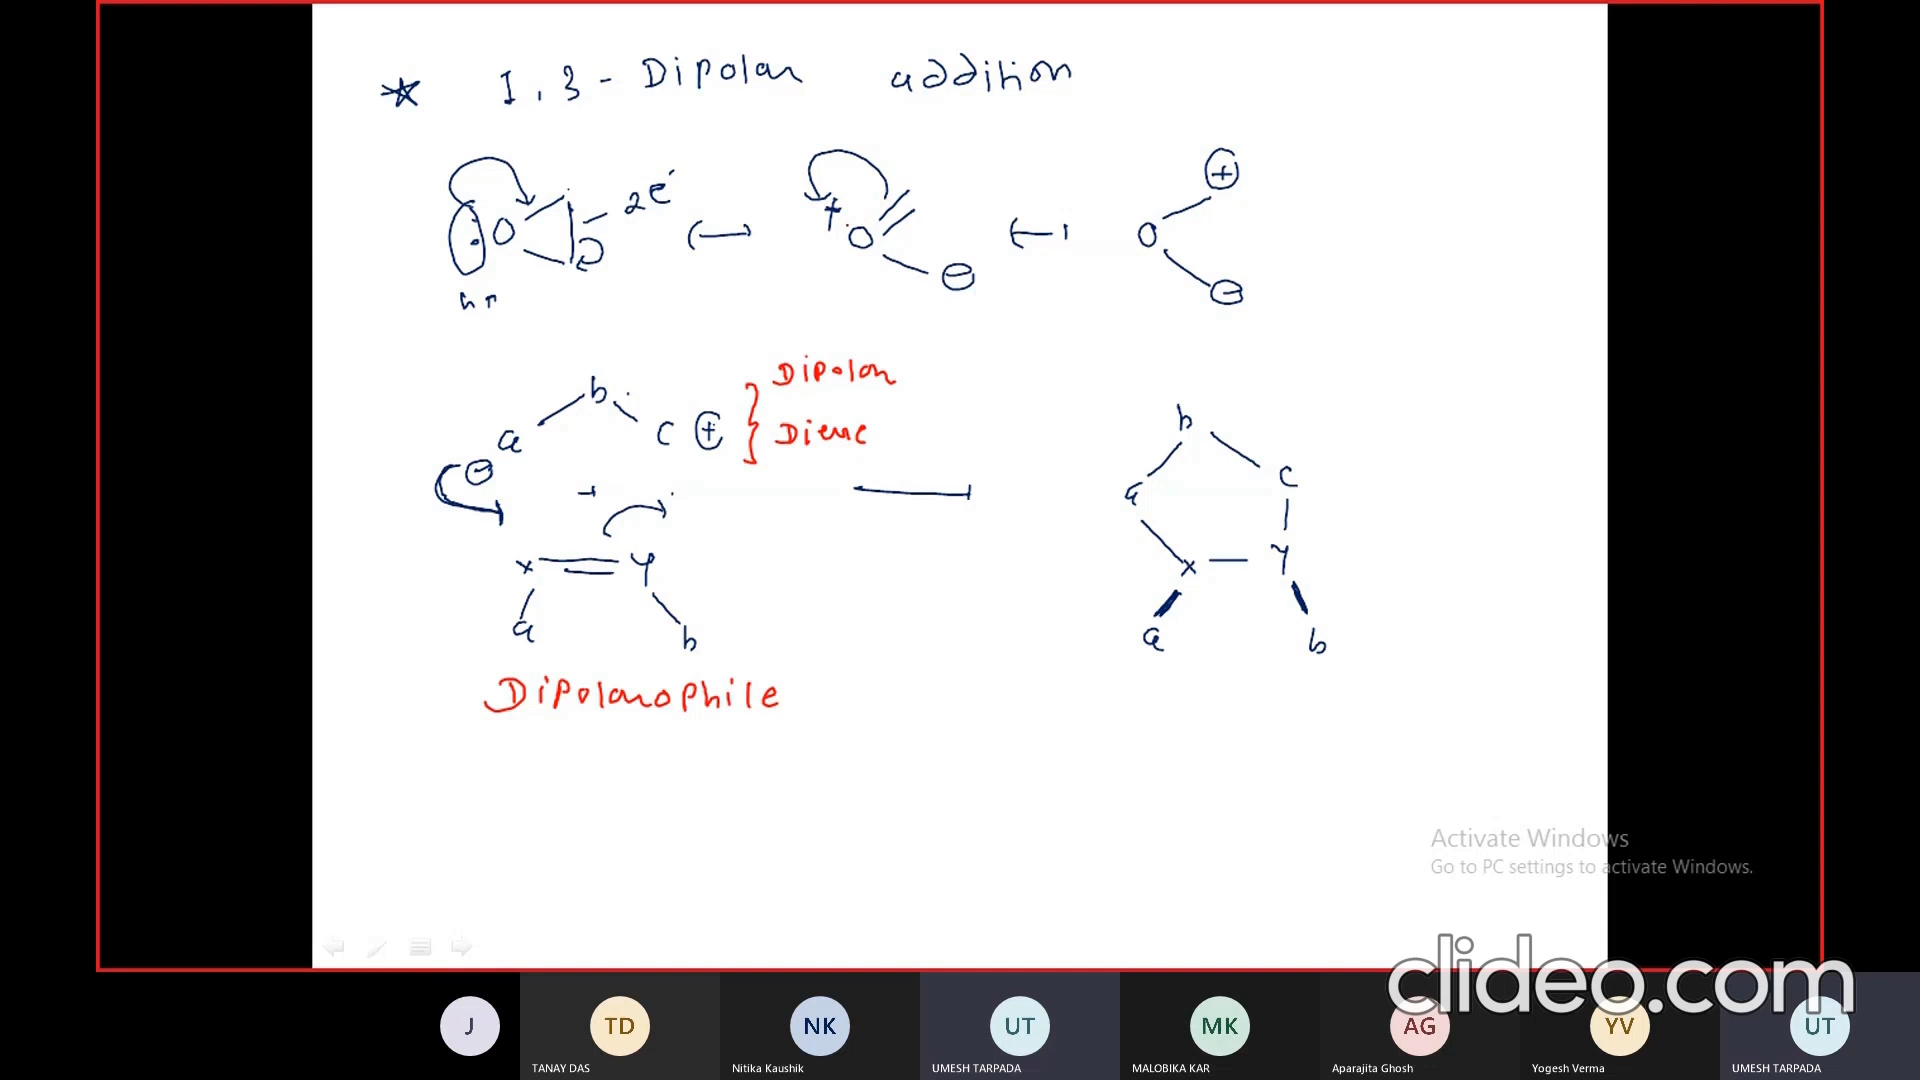 1,3-Dipolar addition
O 2e
+ O ⊖
O ⊕ ⊖
b Dipolar
a c ⊕ Diene
⊖
+
x = y
a b
Dipolarophile
b
a c
x - y
a b
Activate Windows
Go to PC settings to activate Windows.
clideo.com
J TD NK UT MK AG YV UT
TANAY DAS Nitika Kaushik UMESH TARPADA MALOBIKA KAR Aparajita Ghosh Yogesh Verma UMESH TARPADA